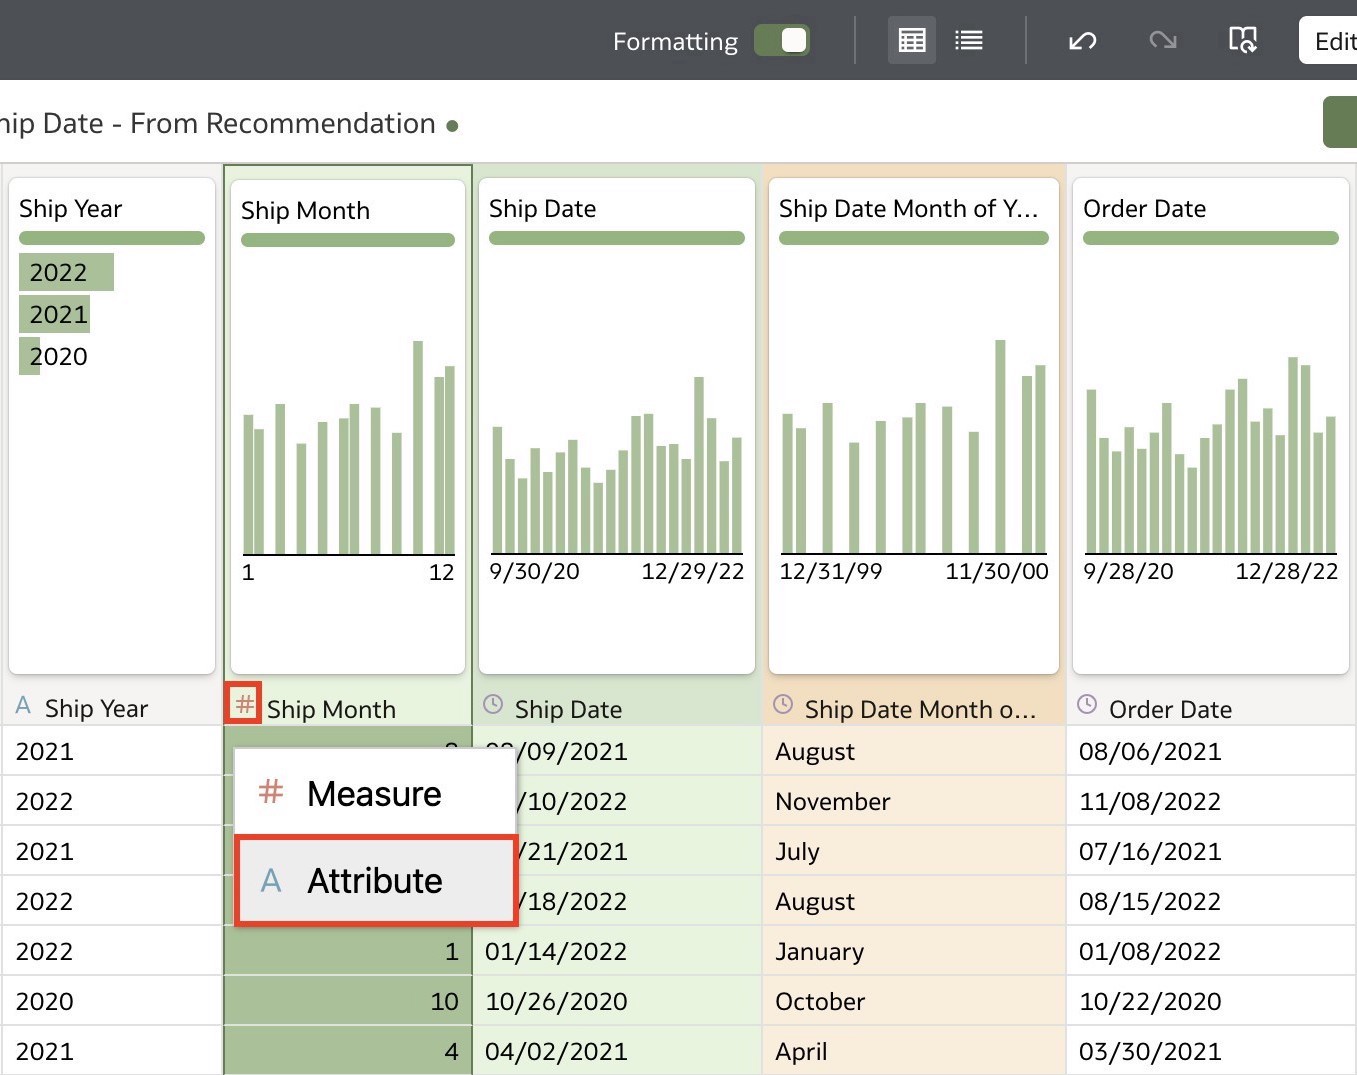 Formatting
Edit
hip Date - From Recommendation
Ship Year
2022
2021
2020
Ship Month
1 12
Ship Date
9/30/20 12/29/22
Ship Date Month of Y...
12/31/99 11/30/00
Order Date
9/28/20 12/28/22
A Ship Year # Ship Month Ship Date Ship Date Month o... Order Date
2021 /09/2021 August 08/06/2021
# Measure
2022 /10/2022 November 11/08/2022
2021 /21/2021 July 07/16/2021
A Attribute
2022 /18/2022 August 08/15/2022
2022 1 01/14/2022 January 01/08/2022
2020 10 10/26/2020 October 10/22/2020
2021 4 04/02/2021 April 03/30/2021